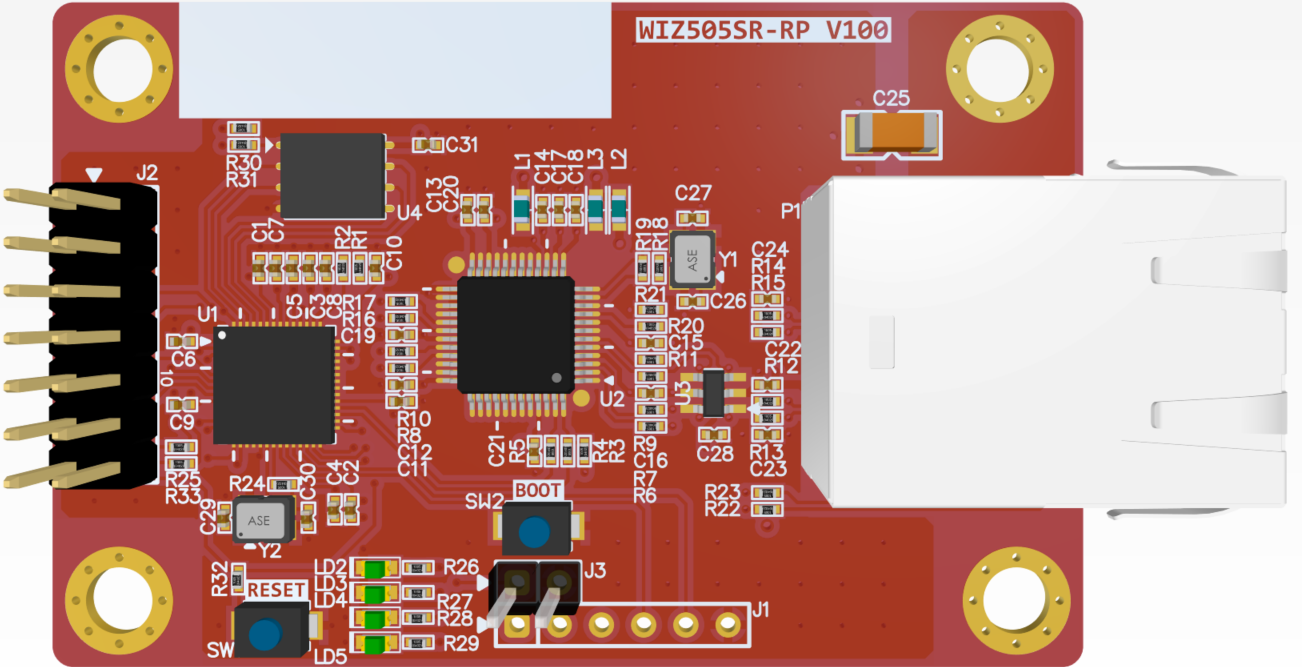 WIZ505SR-RP V100
C25
J2
R30
R31
C31
U4
C13
C20
L1
C14
C17
C18
L3
L2
C27
P1
C1
C7
R2
R1
C10
R19
R18
ASE
Y1
C24
R14
R15
U1
C5
C3
C8
R17
R16
C19
R21
C26
R20
C15
R11
C22
R12
C6
10
C9
U2
U3
R10
R8
C12
C11
C21
R5
R4
R3
R9
C16
R7
R6
C28
R13
C23
R25
R33
R24
C30
C4
C2
BOOT
SW2
R23
R22
C29
ASE
Y2
R32
RESET
SW
LD2
LD3
LD4
LD5
R26
R27
R28
R29
J3
J1